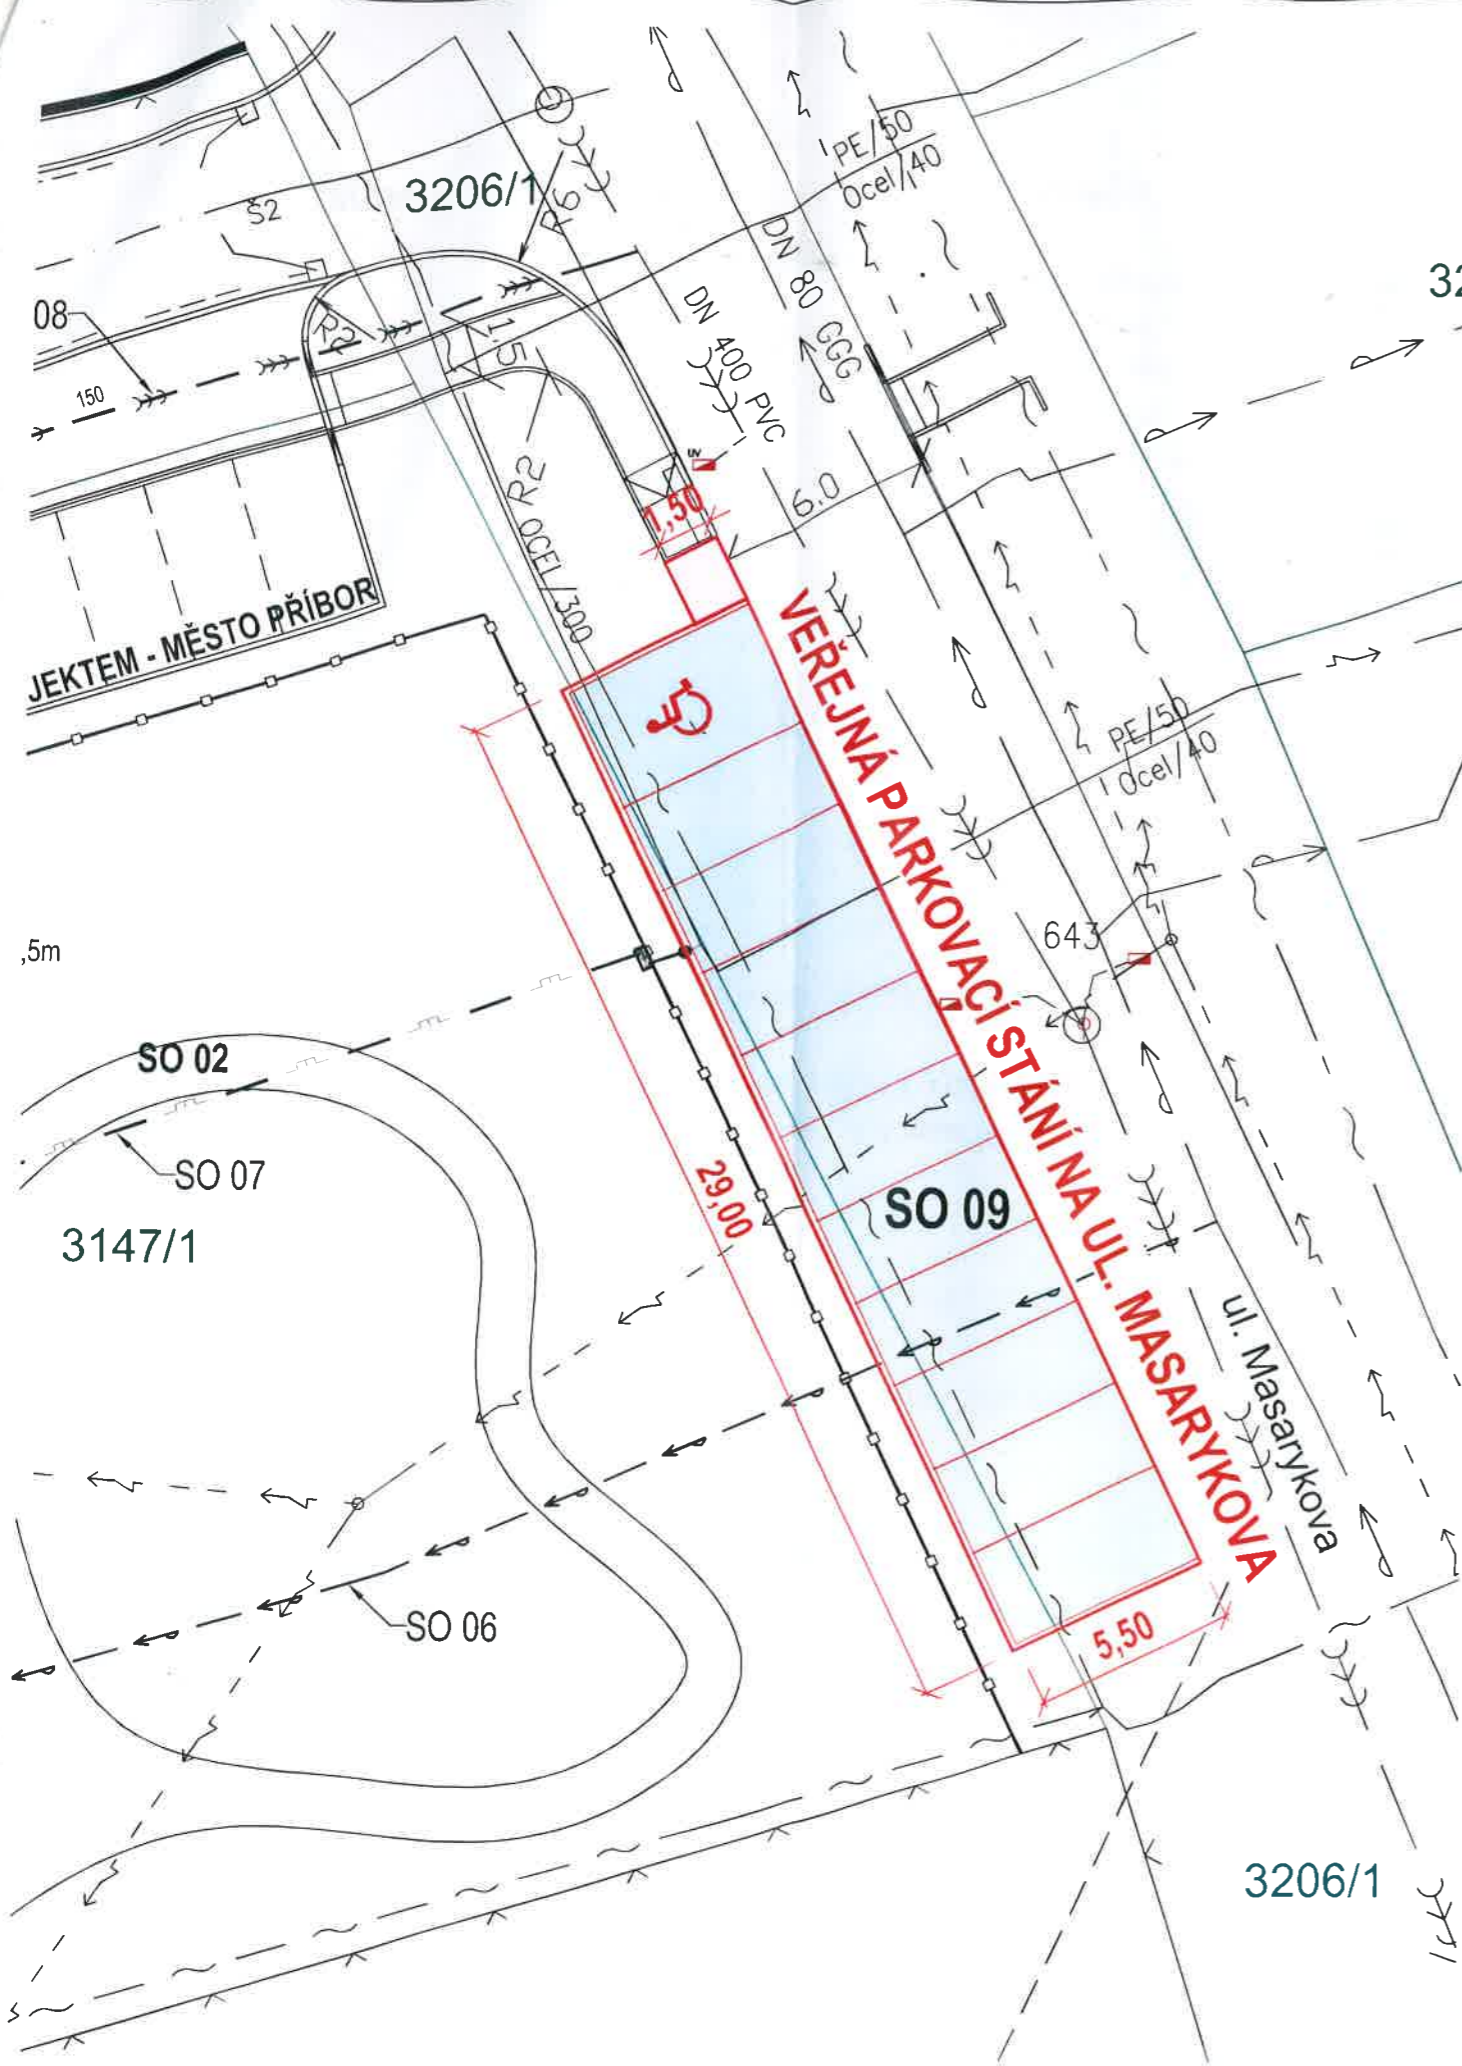 PE/50
Ocel/40
3206/1
R6
Š2
DN 80 GGG
32
08
R2
1.5
DN 400 PVC
150
UV
R2
1,50
6.0
OCEL/300
JEKTEM - MĚSTO PŘÍBOR
VEŘEJNÁ PARKOVACÍ STÁNÍ NA UL. MASARYKOVA
PE/50
Ocel/40
643
,5m
SO 02
SO 07
29,00
SO 09
3147/1
ul. Masarykova
SO 06
5,50
3206/1